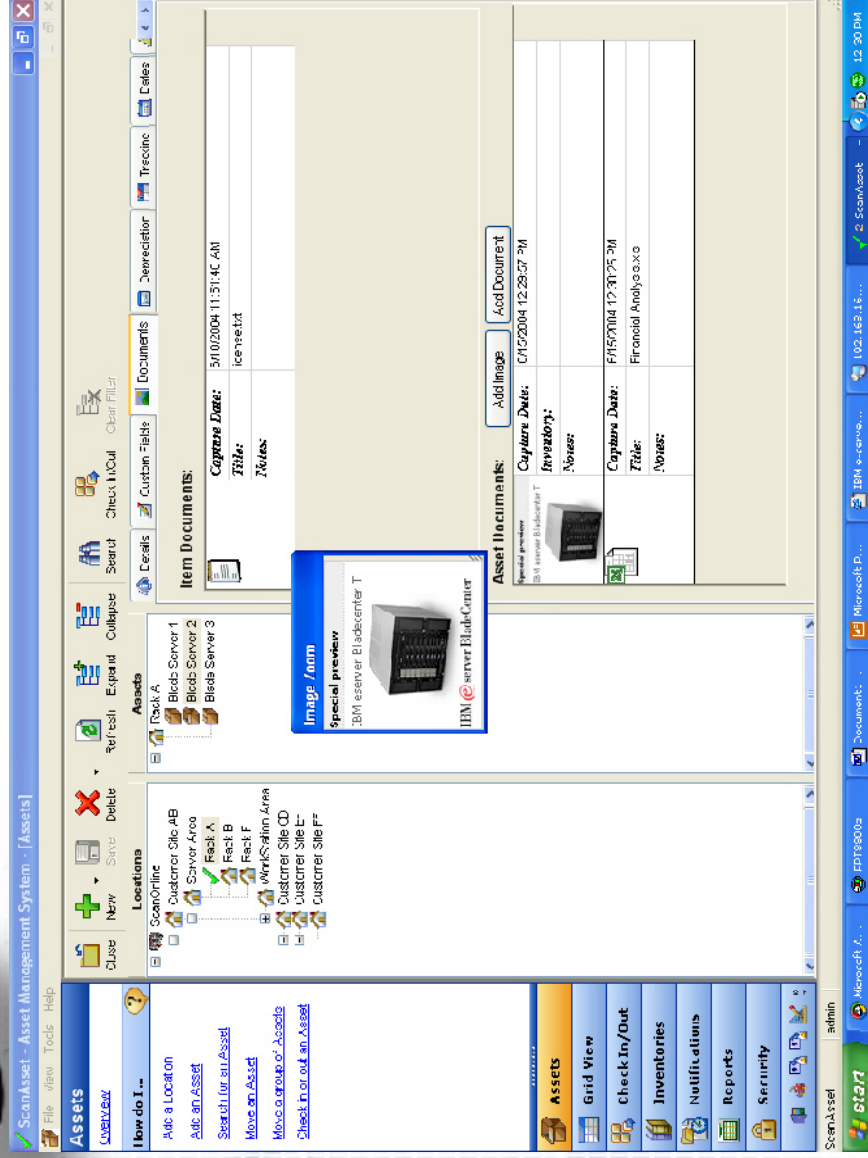 ScanAsset - Asset Management System - [Assets]
File View Tools Help
Close New Save Delete Refresh Expand Collapse Search Check In/Out Clear Filter
Assets
Overview
How do I ...
Add a Location
Add an Asset
Search for an Asset
Move an Asset
Move a group of Assets
Check in or out an Asset
Assets
Grid View
Check In/Out
Inventories
Notifications
Reports
Security
Locations
ScanOnline
Customer Site AB
Server Area
Rack A
Rack B
Rack F
WorkStation Area
Customer Site CD
Customer Site E-
Customer Site FF
Assets
Rack A
Blade Server 1
Blade Server 2
Blade Server 3
Details Custom Fields Documents Depreciation Tracking Dates
Item Documents:
Capture Date: 5/10/2004 11:51:40 AM
Title: license.txt
Notes:
Image Zoom
Special preview
IBM eserver Bladecenter T
IBM @server BladeCenter
Add Image Add Document
Asset Documents:
Special preview
IBM eserver Bladecenter T
Capture Date: 6/15/2004 12:29:57 PM
Inventory:
Notes:
Capture Date: 6/15/2004 12:30:25 PM
Title: Financial Analysis.xls
Notes:
ScanAsset admin
start Microsoft A... PPT8800s Document: Microsoft P... IBM e-serve... 192.168.16... 2 ScanAsset 12:30 PM